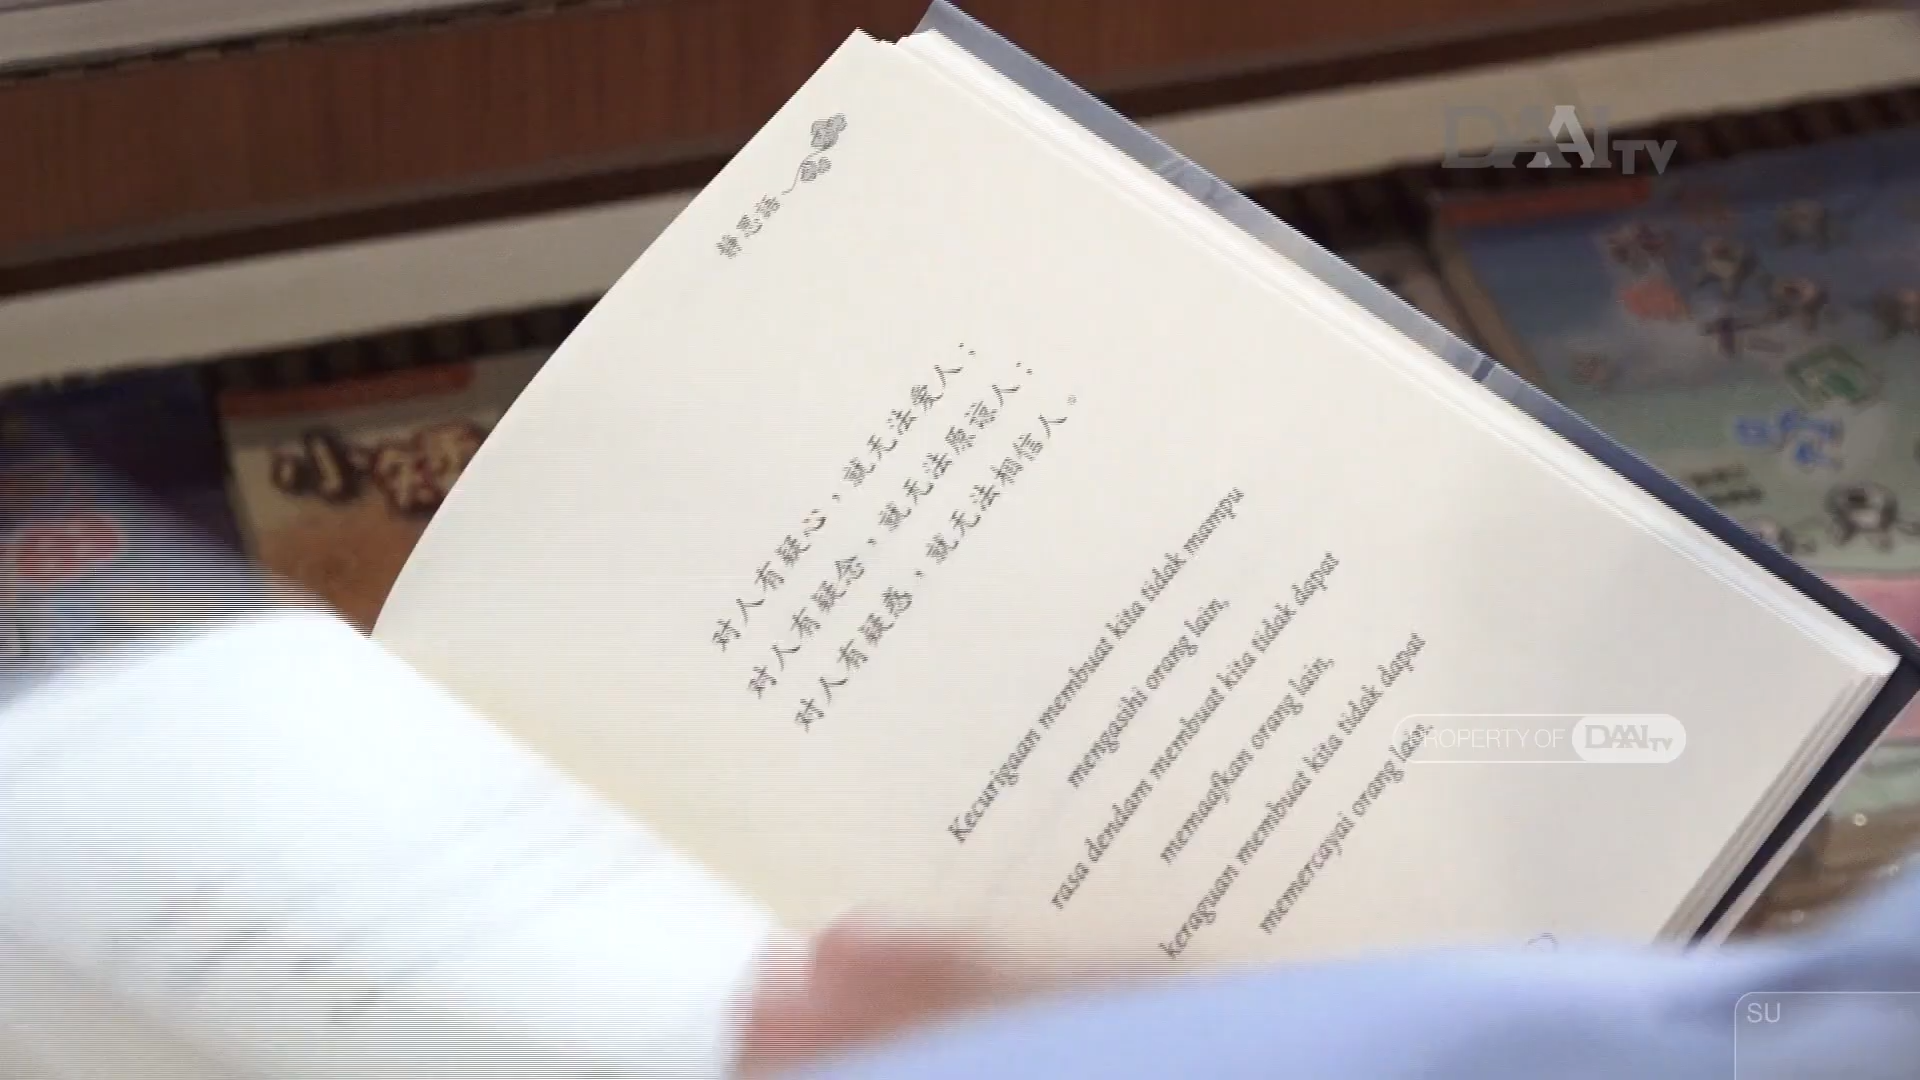 DAAI TV
静思语
对人有疑心，就无法爱人；
对人有疑念，就无法原谅人；
对人有疑惑，就无法相信人。
Kecurigaan membuat kita tidak mampu
mengasihi orang lain,
rasa dendam membuat kita tidak dapat
memaafkan orang lain,
keraguan membuat kita tidak dapat
memercayai orang lain.
PROPERTY OF DAAI TV
小
SU